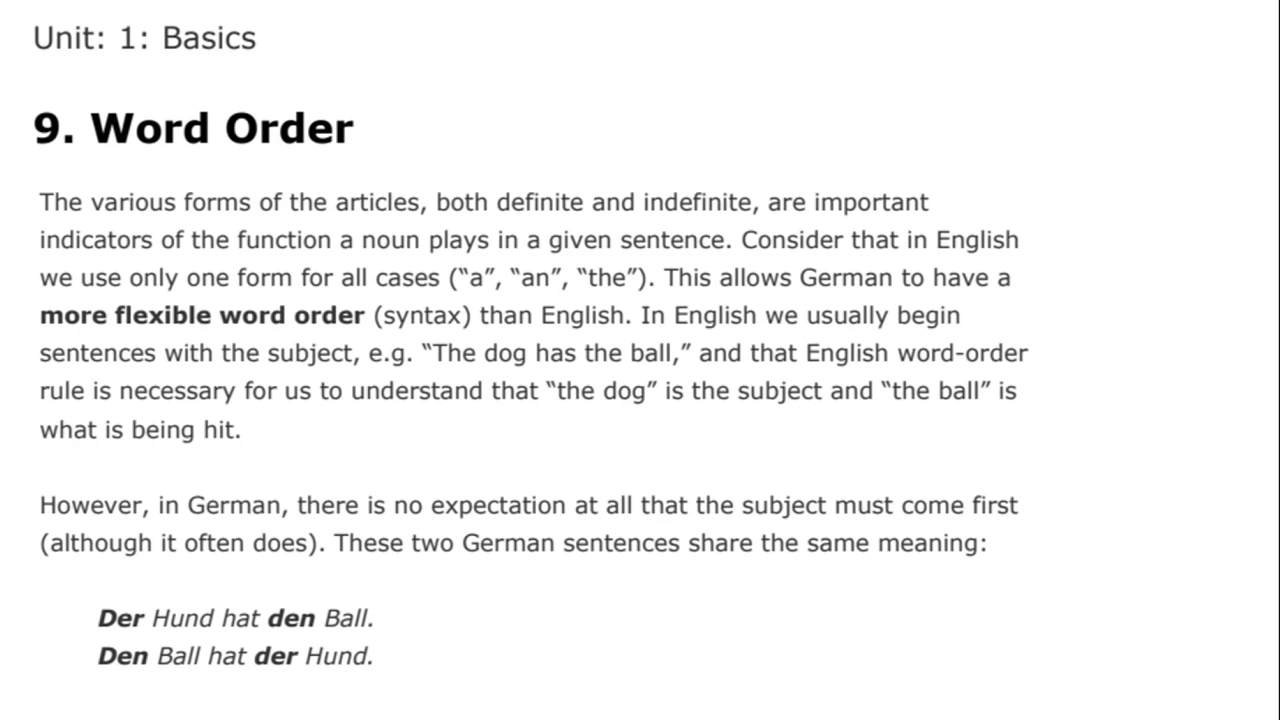 Unit: 1: Basics
9. Word Order
The various forms of the articles, both definite and indefinite, are important
indicators of the function a noun plays in a given sentence. Consider that in English
we use only one form for all cases (“a”, “an”, “the”). This allows German to have a
more flexible word order (syntax) than English. In English we usually begin
sentences with the subject, e.g. “The dog has the ball,” and that English word-order
rule is necessary for us to understand that “the dog” is the subject and “the ball” is
what is being hit.
However, in German, there is no expectation at all that the subject must come first
(although it often does). These two German sentences share the same meaning:
Der Hund hat den Ball.
Den Ball hat der Hund.